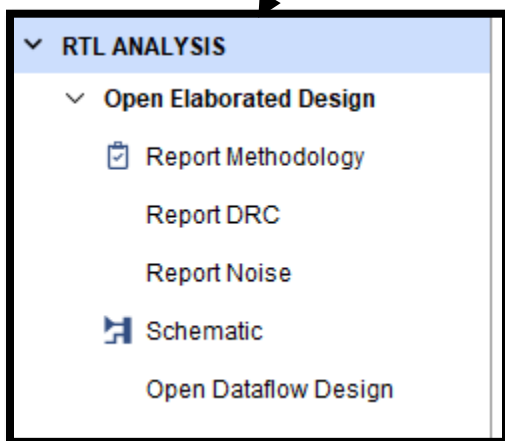 RTL ANALYSIS
Open Elaborated Design
Report Methodology
Report DRC
Report Noise
Schematic
Open Dataflow Design